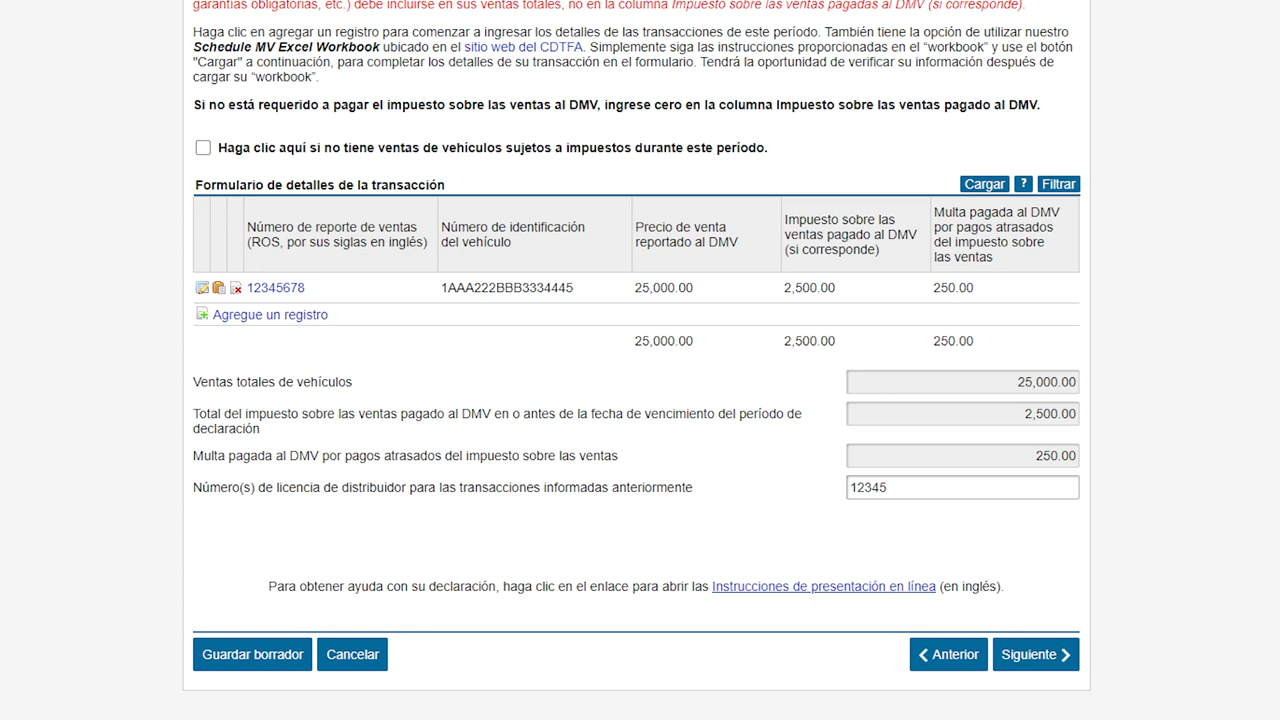 garantías obligatorias, etc.) debe incluirse en sus ventas totales, no en la columna Impuesto sobre las ventas pagadas al DMV (si corresponde).
Haga clic en agregar un registro para comenzar a ingresar los detalles de las transacciones de este período. También tiene la opción de utilizar nuestro
Schedule MV Excel Workbook ubicado en el sitio web del CDTFA. Simplemente siga las instrucciones proporcionadas en el “workbook” y use el botón
"Cargar" a continuación, para completar los detalles de su transacción en el formulario. Tendrá la oportunidad de verificar su información después de
cargar su “workbook”.
Si no está requerido a pagar el impuesto sobre las ventas al DMV, ingrese cero en la columna Impuesto sobre las ventas pagado al DMV.
Haga clic aquí si no tiene ventas de vehículos sujetos a impuestos durante este período.
Formulario de detalles de la transacción
Cargar ? Filtrar
Número de reporte de ventas
(ROS, por sus siglas en inglés)
Número de identificación
del vehículo
Precio de venta
reportado al DMV
Impuesto sobre las
ventas pagado al DMV
(si corresponde)
Multa pagada al DMV
por pagos atrasados
del impuesto sobre
las ventas
12345678 1AAA222BBB3334445 25,000.00 2,500.00 250.00
Agregue un registro
25,000.00 2,500.00 250.00
Ventas totales de vehículos 25,000.00
Total del impuesto sobre las ventas pagado al DMV en o antes de la fecha de vencimiento del período de
declaración
2,500.00
Multa pagada al DMV por pagos atrasados del impuesto sobre las ventas 250.00
Número(s) de licencia de distribuidor para las transacciones informadas anteriormente 12345
Para obtener ayuda con su declaración, haga clic en el enlace para abrir las Instrucciones de presentación en línea (en inglés).
Guardar borrador Cancelar Anterior Siguiente